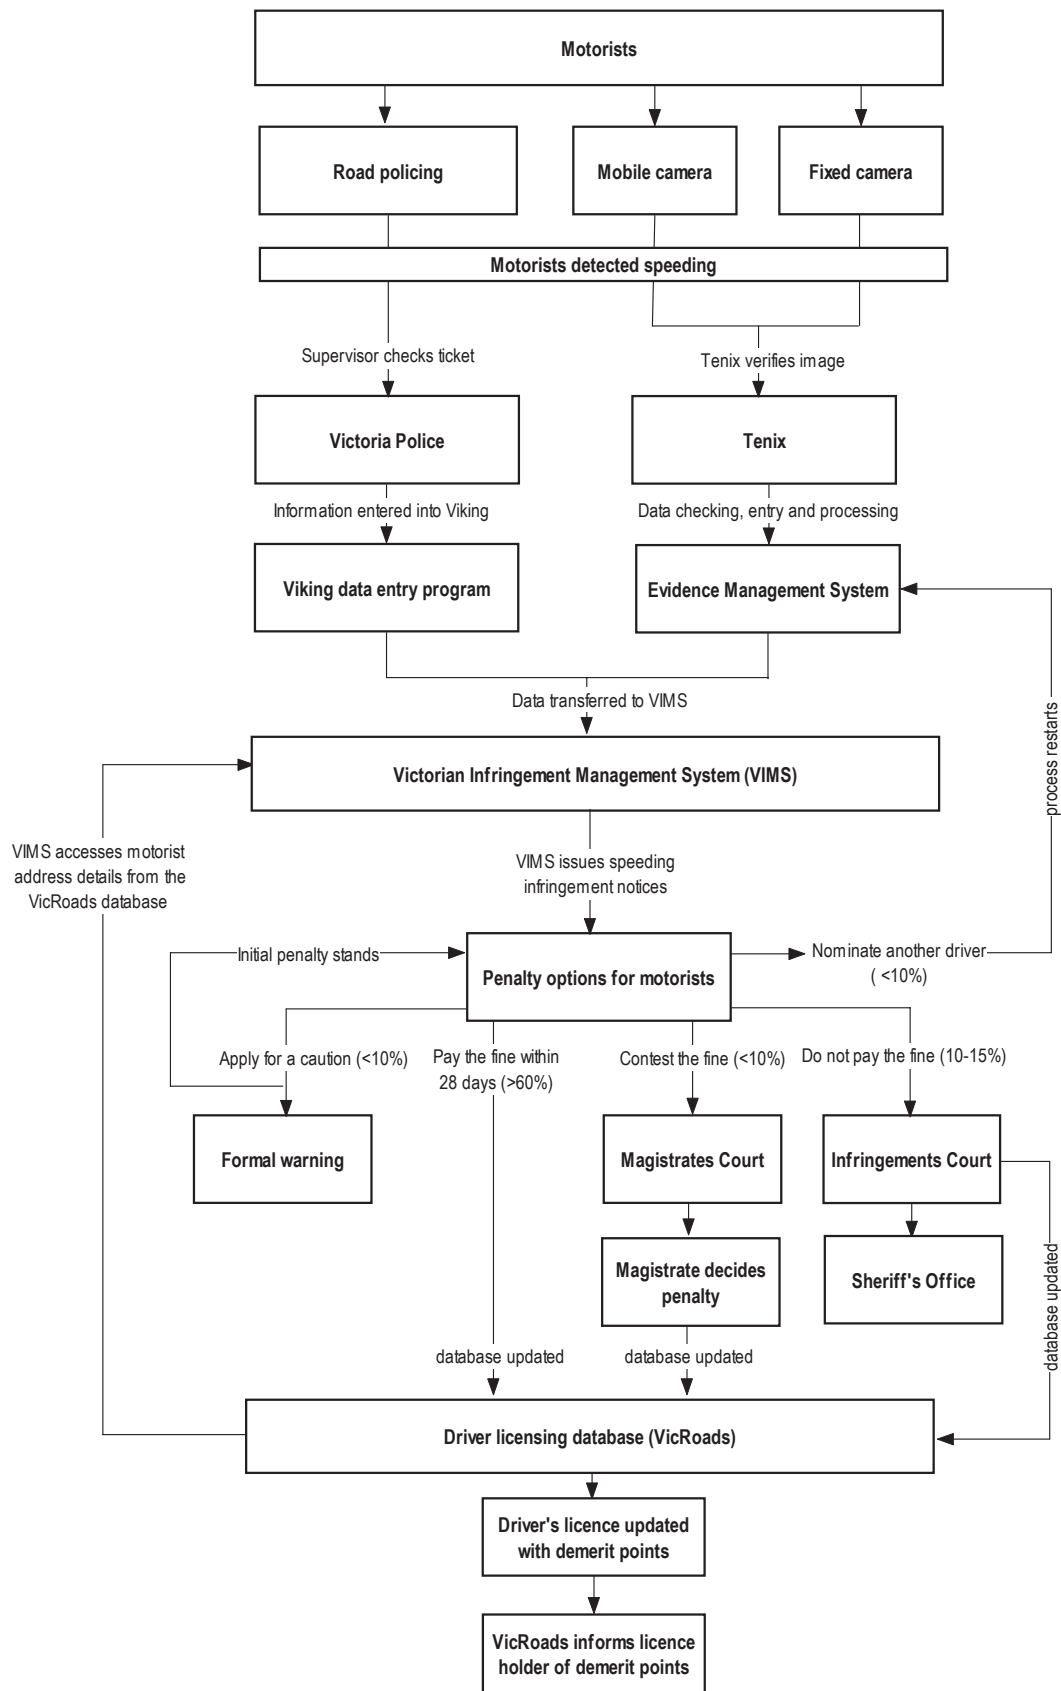 Motorists
Road policing
Mobile camera
Fixed camera
Motorists detected speeding
Supervisor checks ticket
Tenix verifies image
Victoria Police
Tenix
Information entered into Viking
Data checking, entry and processing
Viking data entry program
Evidence Management System
Data transferred to VIMS
process restarts
Victorian Infringement Management System (VIMS)
VIMS accesses motorist
address details from the
VicRoads database
VIMS issues speeding
infringement notices
Initial penalty stands
Penalty options for motorists
Nominate another driver
( <10%)
Apply for a caution (<10%)
Pay the fine within
28 days (>60%)
Contest the fine (<10%)
Do not pay the fine (10-15%)
Formal warning
Magistrates Court
Infringements Court
Magistrate decides
penalty
Sheriff's Office
database updated
database updated
database updated
Driver licensing database (VicRoads)
Driver's licence updated
with demerit points
VicRoads informs licence
holder of demerit points